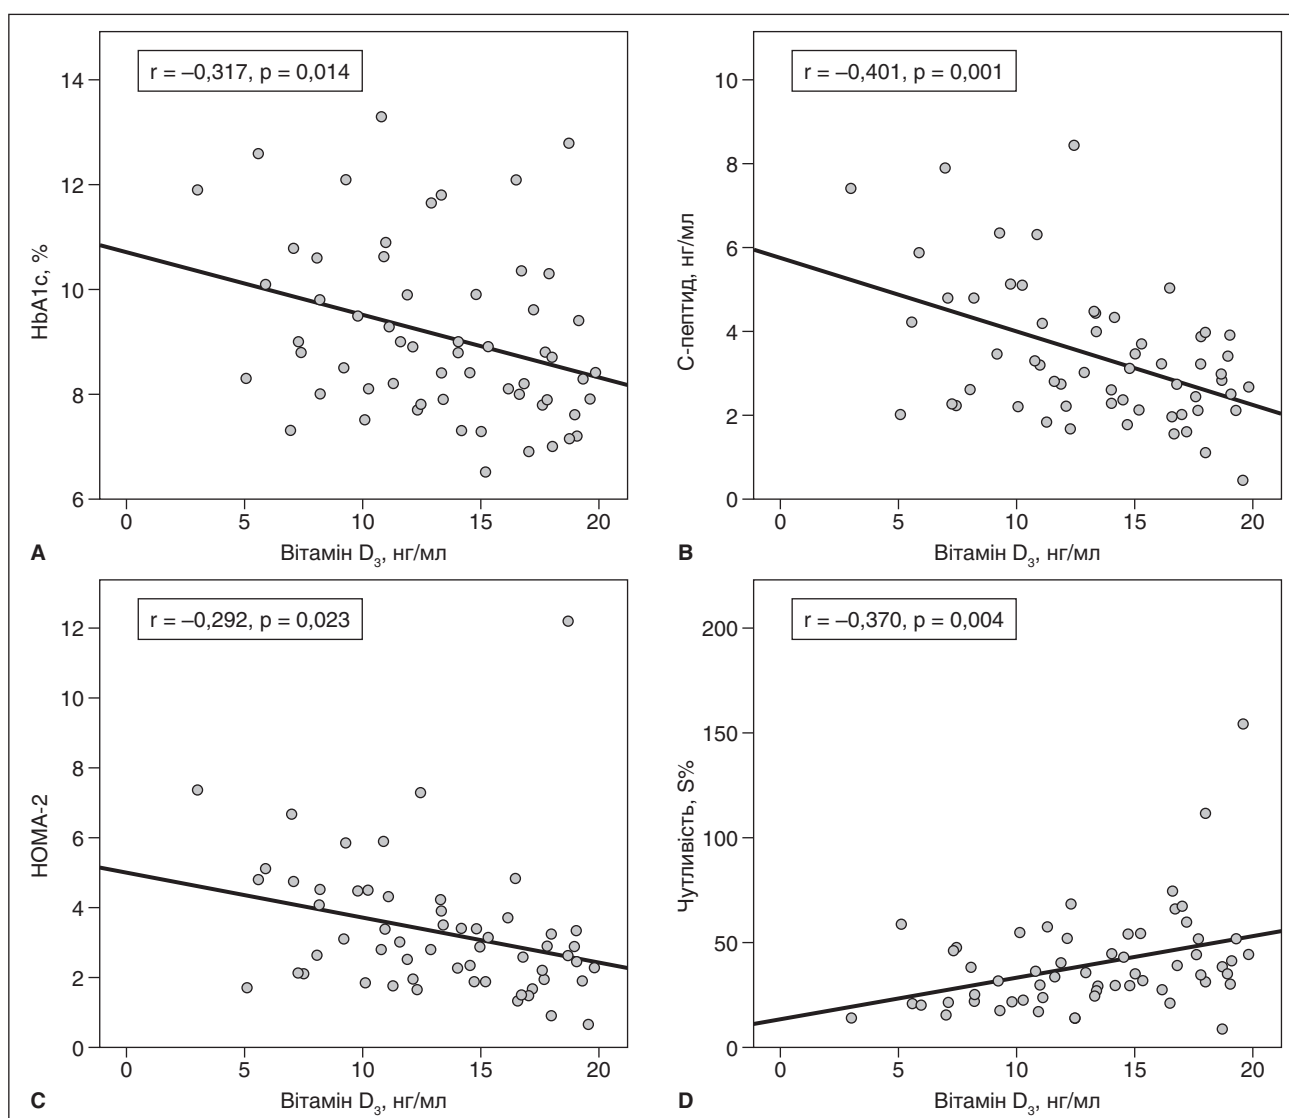 r = –0,317, p = 0,014
14
12
10
8
6
HbA1c, %
0 5 10 15 20
Вітамін D3, нг/мл
A
r = –0,401, p = 0,001
10
8
6
4
2
0
С-пептид, нг/мл
0 5 10 15 20
Вітамін D3, нг/мл
B
r = –0,292, p = 0,023
12
10
8
6
4
2
0
HOMA-2
0 5 10 15 20
Вітамін D3, нг/мл
C
r = –0,370, p = 0,004
200
150
100
50
0
Чутливість, S%
0 5 10 15 20
Вітамін D3, нг/мл
D